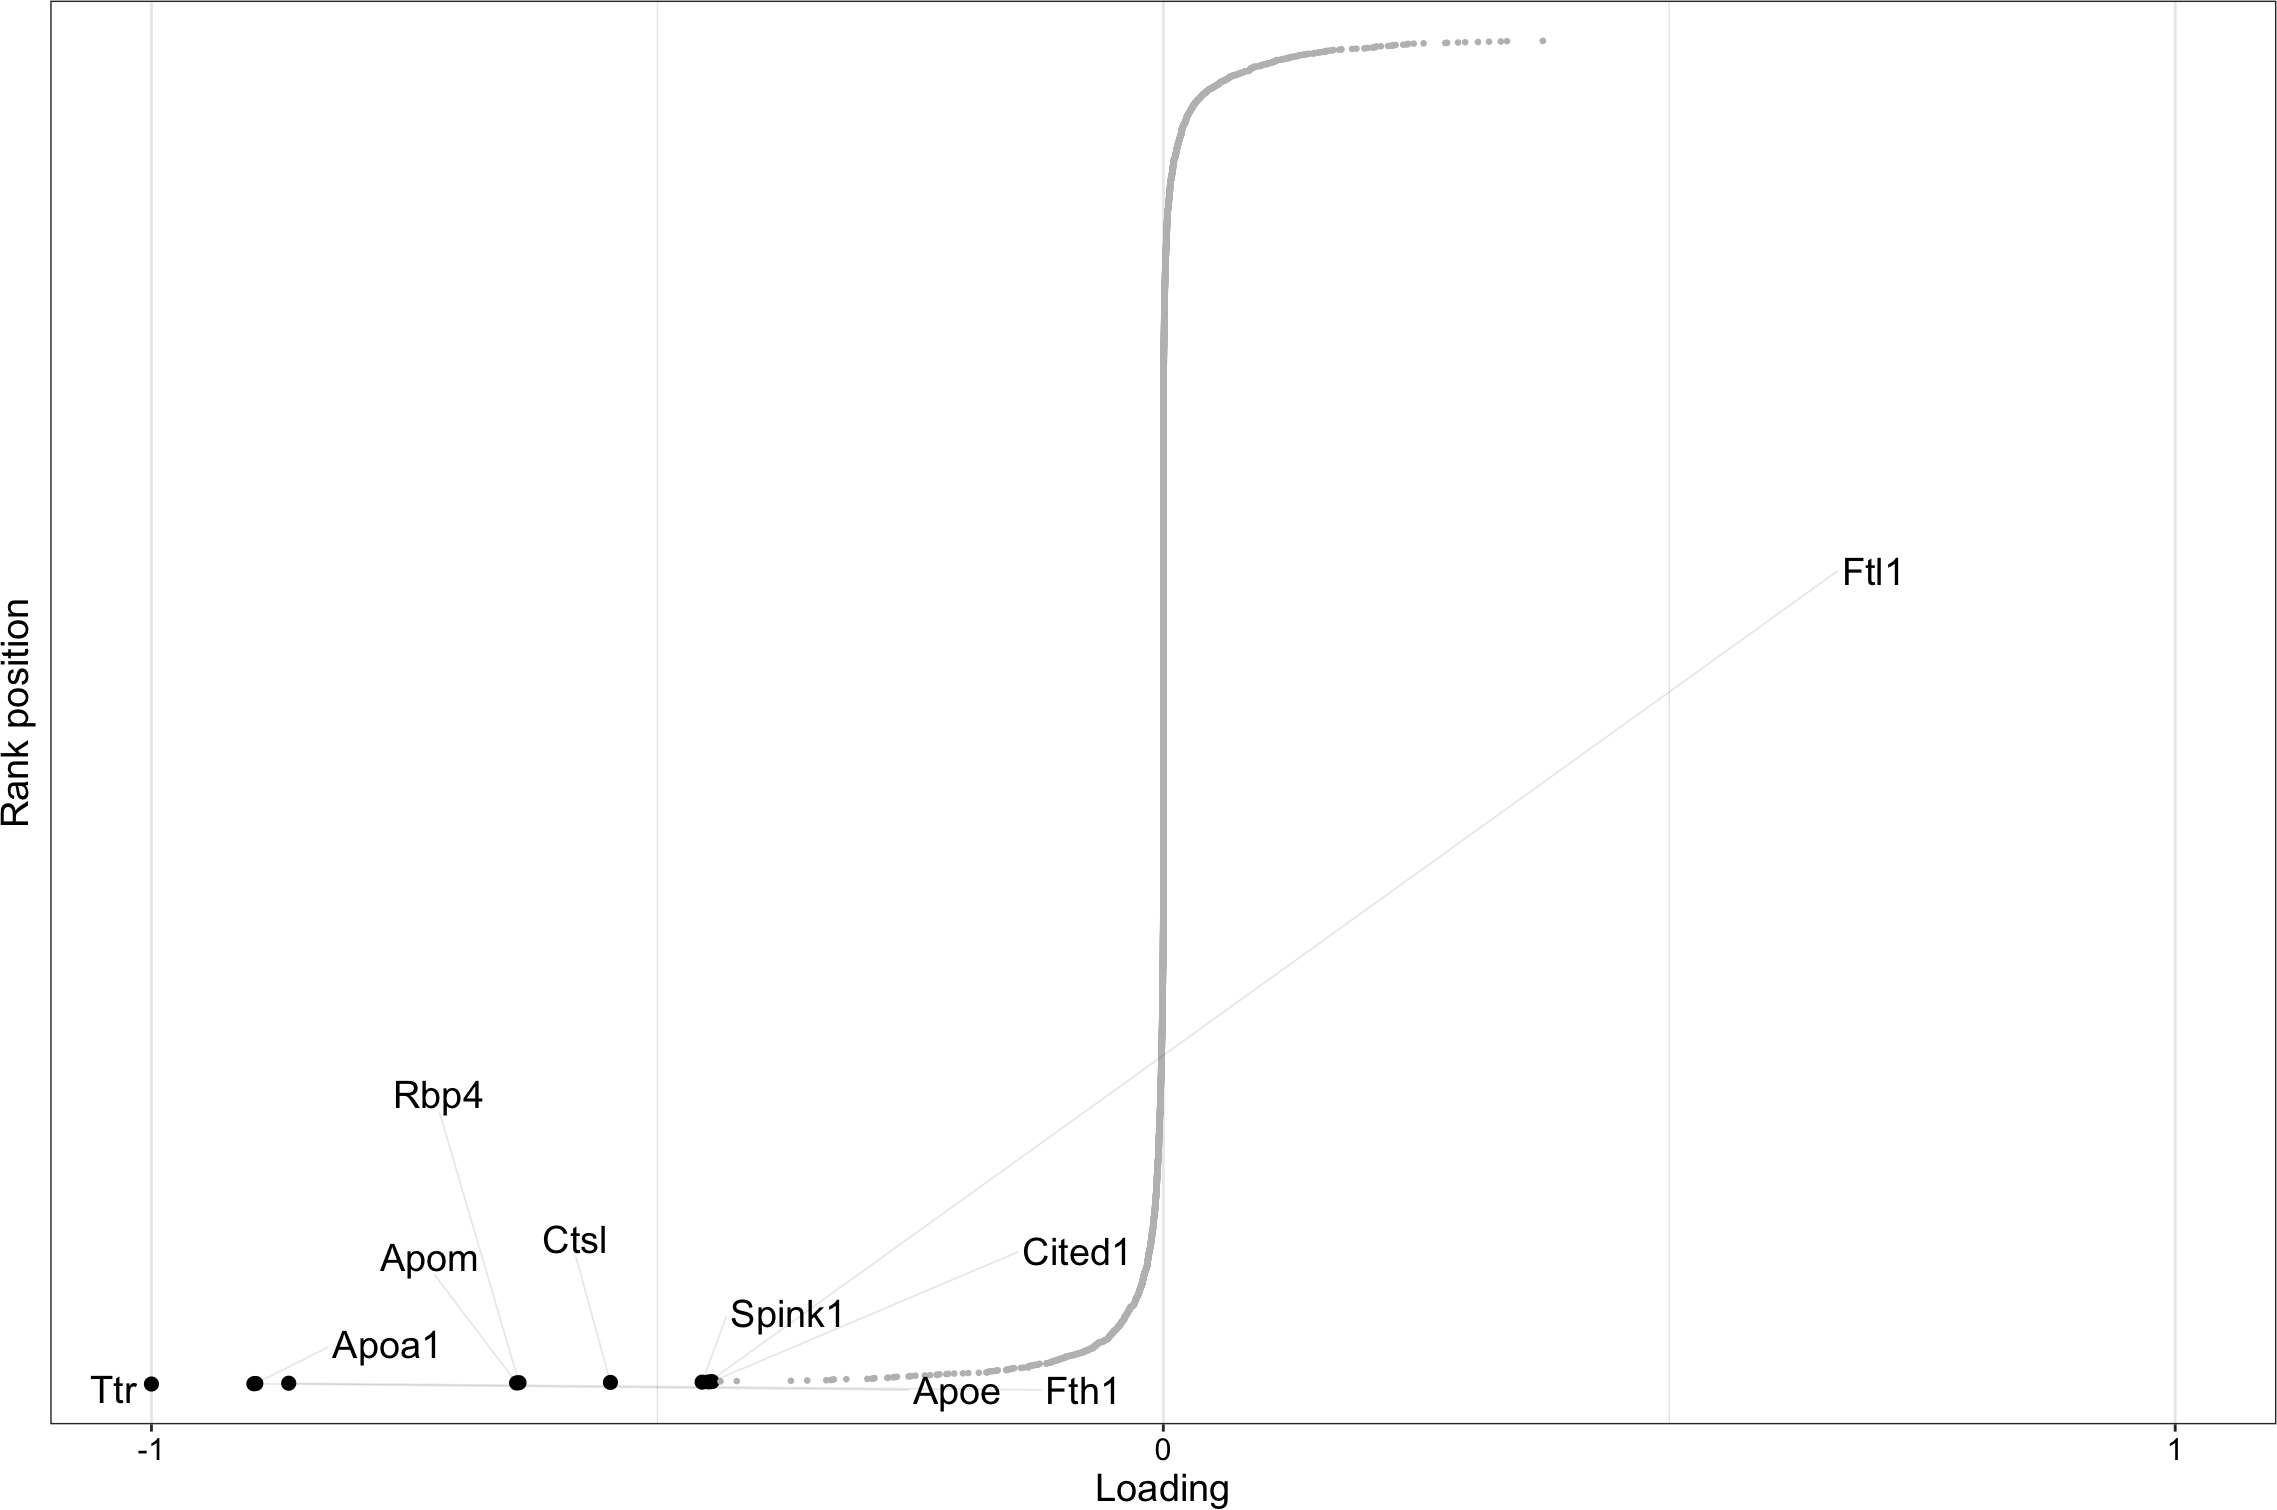 Ftl1
Rank position
Rbp4
Ctsl
Apom
Cited1
Spink1
Apoa1
Ttr
Apoe
Fth1
-1
0
1
Loading